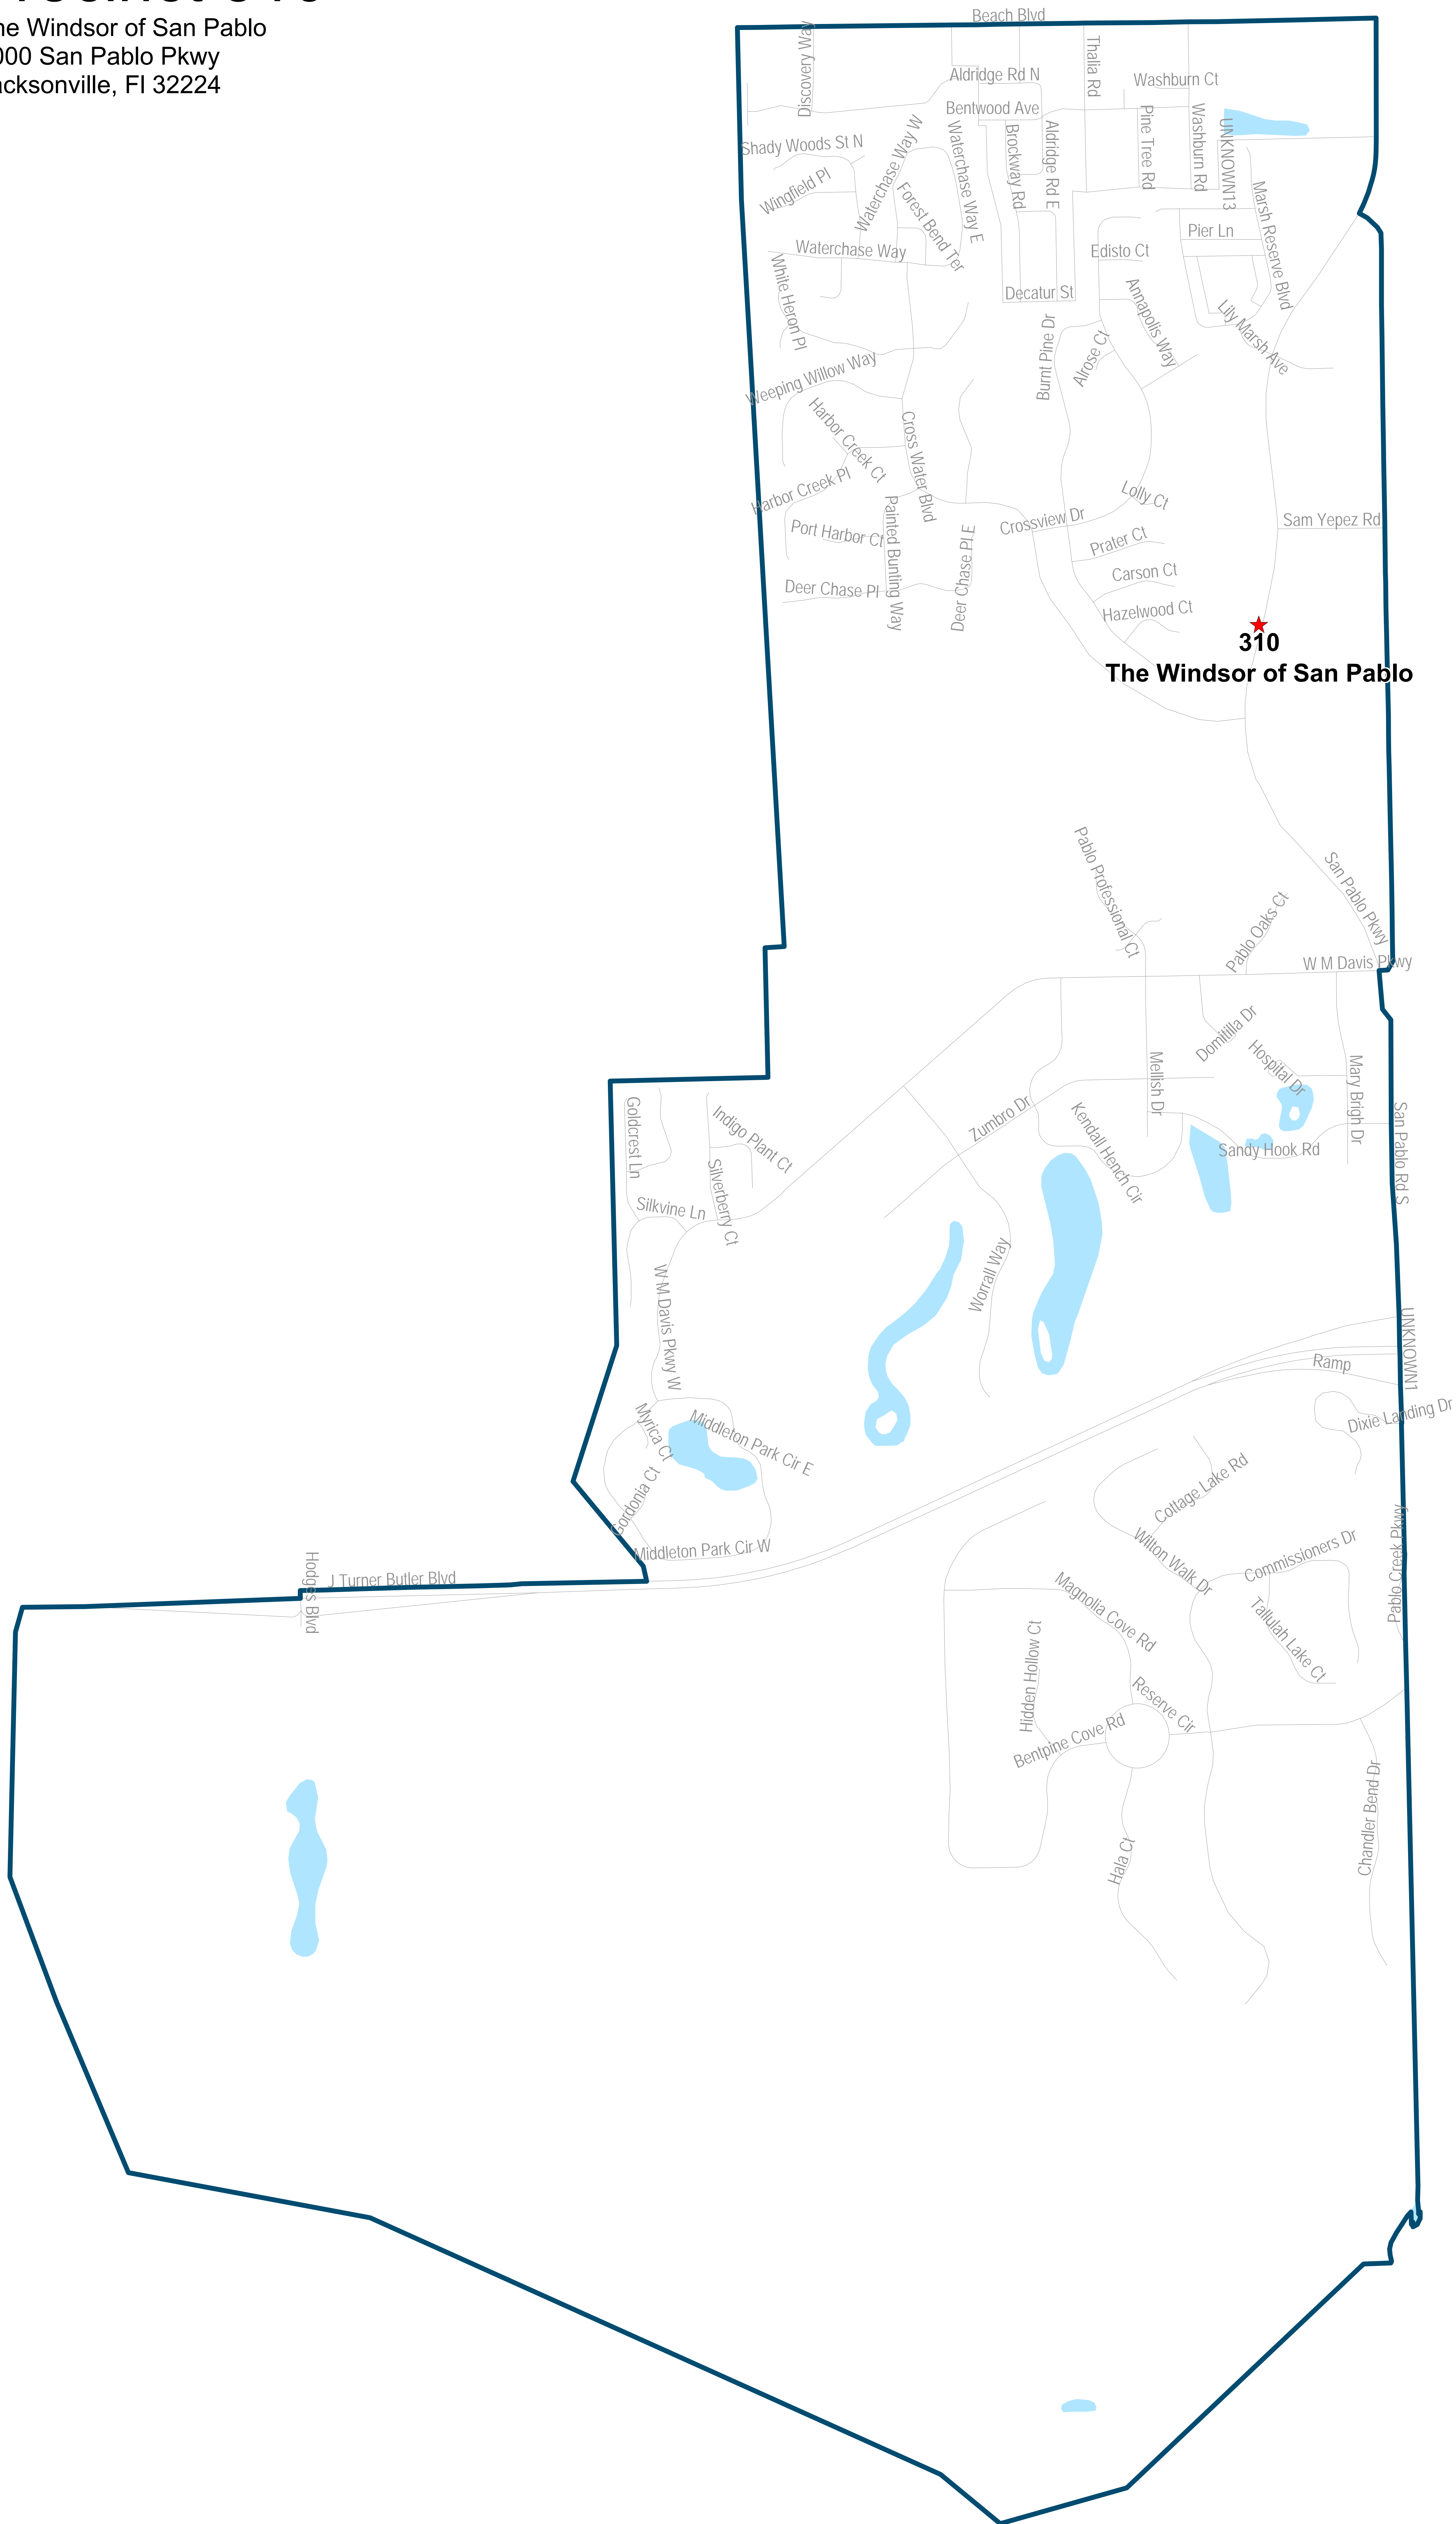 he Windsor of San Pablo
000 San Pablo Pkwy
acksonville, Fl 32224
Beach Blvd
Discovery Way
Aldridge Rd N
Thalia Rd
Washburn Ct
Bentwood Ave
Shady Woods St N
Waterchase Way W
Waterchase Way E
Brockway Rd
Aldridge Rd E
Pine Tree Rd
Washburn Rd
UNKNOWN13
Wingfield Pl
Forest Bend Ter
Marsh Reserve Blvd
Pier Ln
Waterchase Way
Edisto Ct
White Heron Pl
Decatur St
Annapolis Way
Lily Marsh Ave
Burnt Pine Dr
Alrose Ct
Weeping Willow Way
Harbor Creek Ct
Cross Water Blvd
Harbor Creek Pl
Lolly Ct
Painted Bunting Way
Port Harbor Ct
Crossview Dr
Sam Yepez Rd
Prater Ct
Deer Chase Pl E
Carson Ct
Deer Chase Pl
Hazelwood Ct
310
The Windsor of San Pablo
Pablo Professional Ct
San Pablo Pkwy
Pablo Oaks Ct
W M Davis Pkwy
Domitilla Dr
Hospital Dr
Mellish Dr
Mary Brigh Dr
Goldcrest Ln
Indigo Plant Ct
Zumbro Dr
Kendall Hench Cir
San Pablo Rd S
Sandy Hook Rd
Silverberry Ct
Silkvine Ln
Worrall Way
W M Davis Pkwy W
UNKNOWN1
Ramp
Dixie Landing Dr
Myrica Ct
Middleton Park Cir E
Cottage Lake Rd
Gordonia Ct
Wilton Walk Dr
Commissioners Dr
Pablo Creek Pkwy
Middleton Park Cir W
Hodges Blvd
J Turner Butler Blvd
Magnolia Cove Rd
Tallulah Lake Ct
Hidden Hollow Ct
Reserve Cir
Bentpine Cove Rd
Chandler Bend Dr
Hala Ct